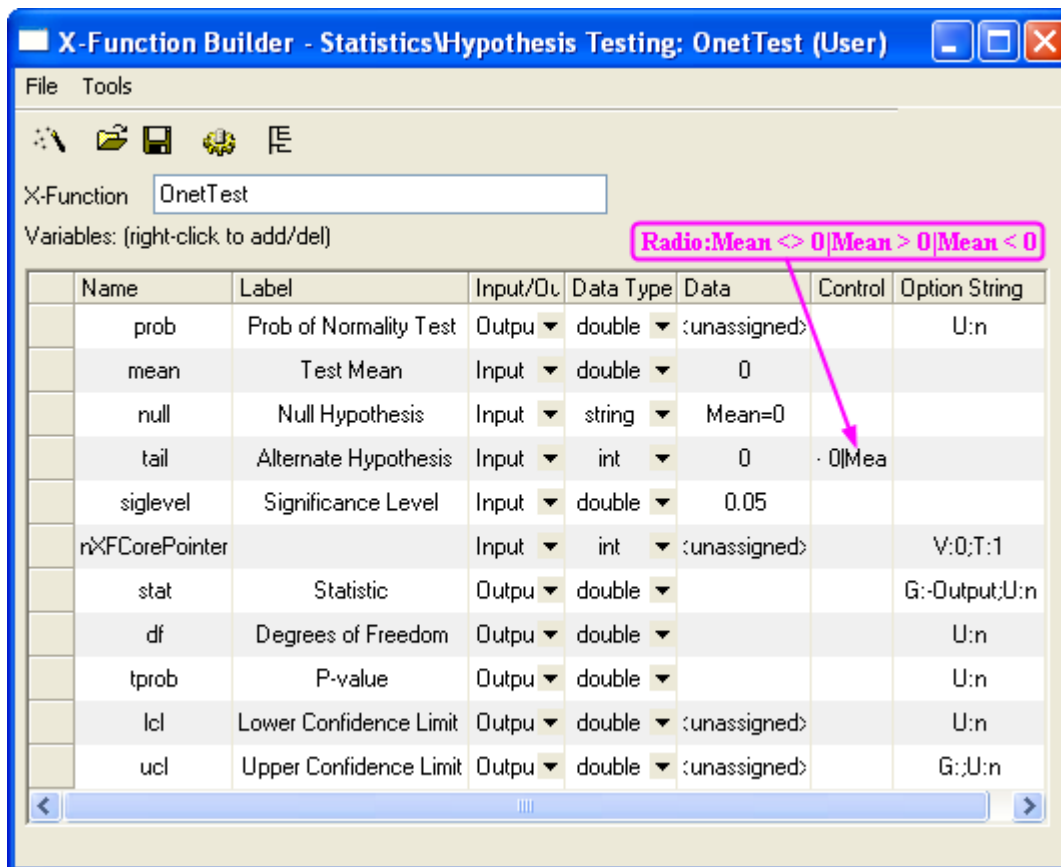 X-Function Builder - Statistics\Hypothesis Testing: OnetTest (User)
File Tools
X-Function OnetTest
Variables: (right-click to add/del)
Radio:Mean <> 0|Mean > 0|Mean < 0
Name Label Input/Ou Data Type Data Control Option String
prob Prob of Normality Test Outpu double <unassigned> U:n
mean Test Mean Input double 0
null Null Hypothesis Input string Mean=0
tail Alternate Hypothesis Input int 0 · 0|Mea
siglevel Significance Level Input double 0.05
nXFCorePointer Input int <unassigned> V:0;T:1
stat Statistic Outpu double G:-Output;U:n
df Degrees of Freedom Outpu double U:n
tprob P-value Outpu double U:n
lcl Lower Confidence Limit Outpu double <unassigned> U:n
ucl Upper Confidence Limit Outpu double <unassigned> G:;U:n